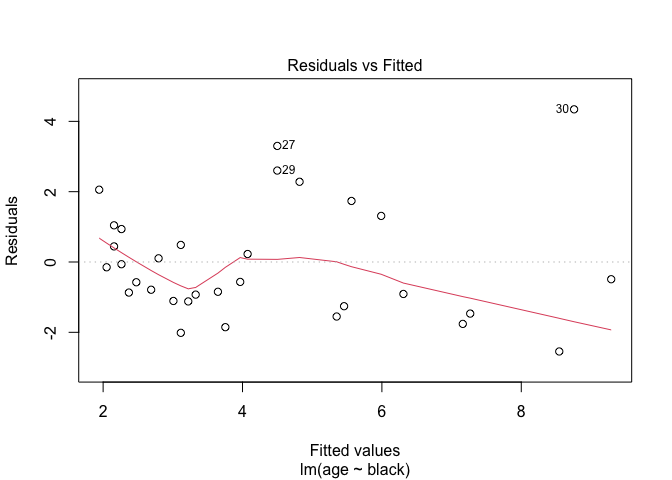 Residuals vs Fitted
Residuals
4
2
0
-2
30
27
29
2 4 6 8
Fitted values
lm(age ~ black)